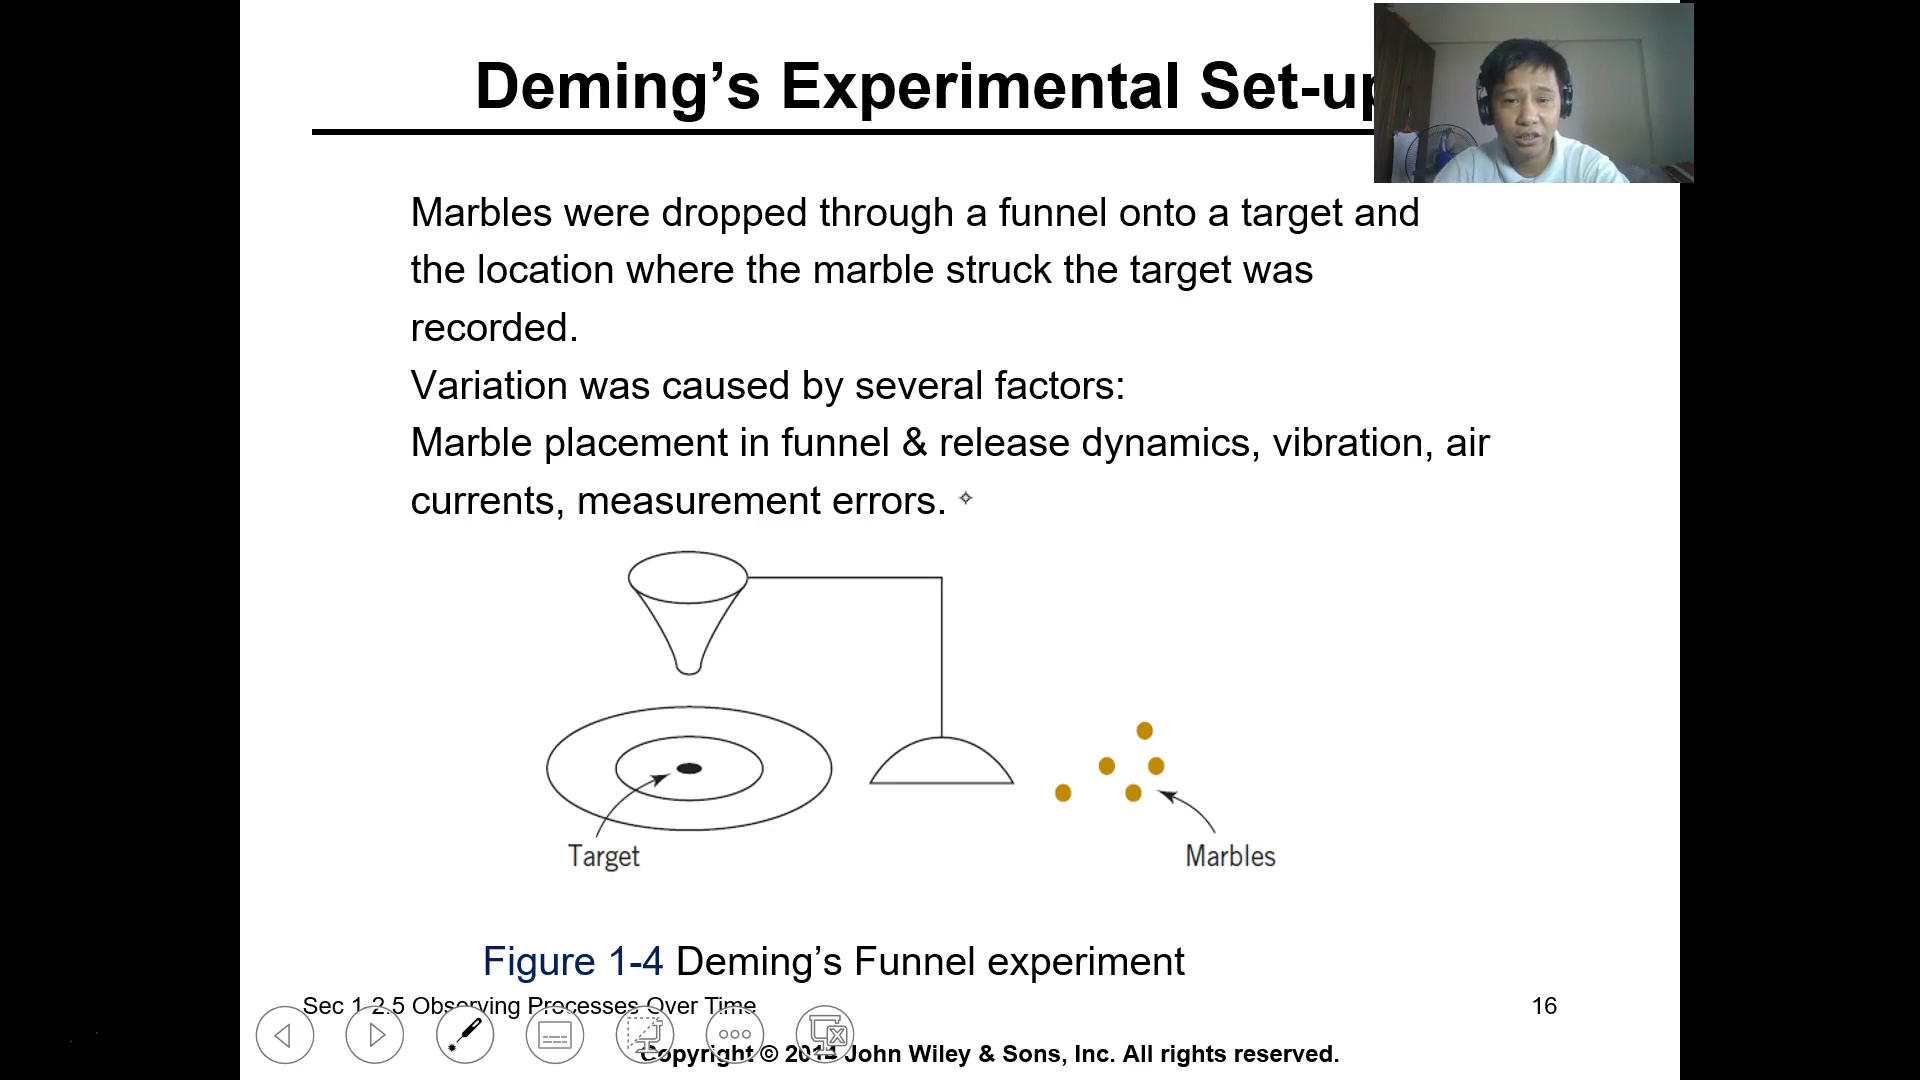 Deming’s Experimental Set-up
Marbles were dropped through a funnel onto a target and
the location where the marble struck the target was
recorded.
Variation was caused by several factors:
Marble placement in funnel & release dynamics, vibration, air
currents, measurement errors.
Target
Marbles
Figure 1-4 Deming’s Funnel experiment
Sec 1-2.5 Observing Processes Over Time
16
Copyright © 2014 John Wiley & Sons, Inc. All rights reserved.